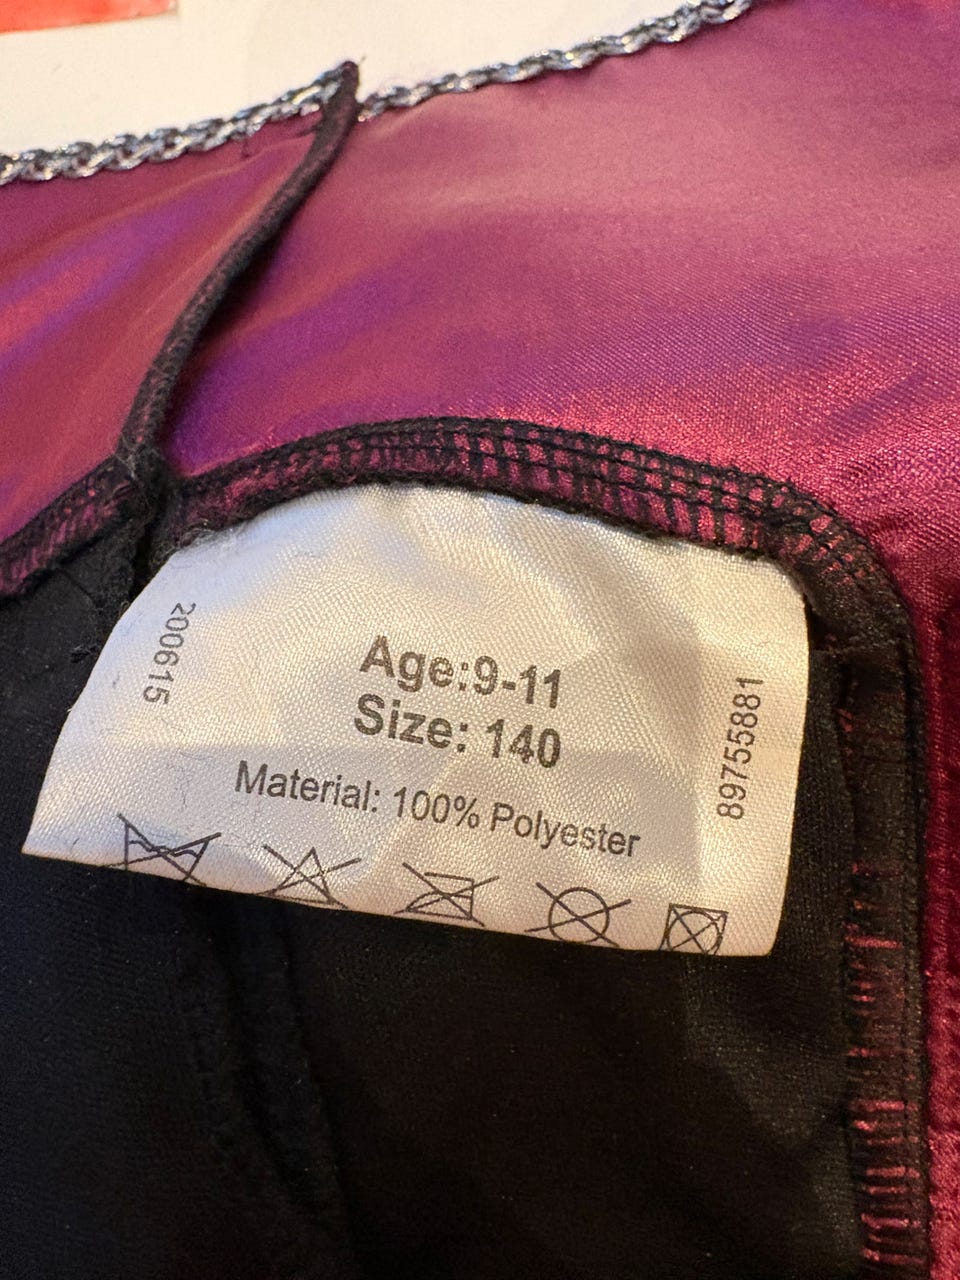 200615
Age:9-11
Size: 140
Material: 100% Polyester
89755881